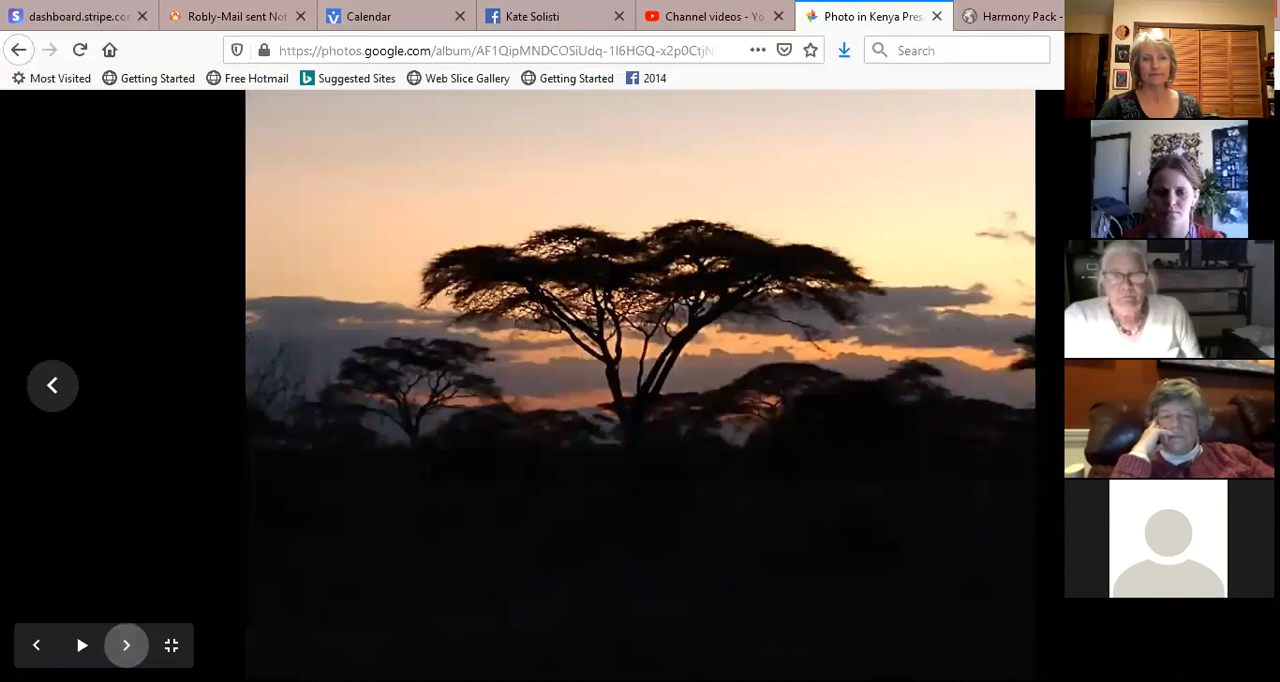 dashboard.stripe.co
Robly-Mail sent Not
Calendar
Kate Solisti
Channel videos - Yo
Photo in Kenya Pres
Harmony Pack -
https://photos.google.com/album/AF1QipMNDCOSiUdq-1I6HGQ-x2p0CtjN
Search
Most Visited
Getting Started
Free Hotmail
Suggested Sites
Web Slice Gallery
Getting Started
2014